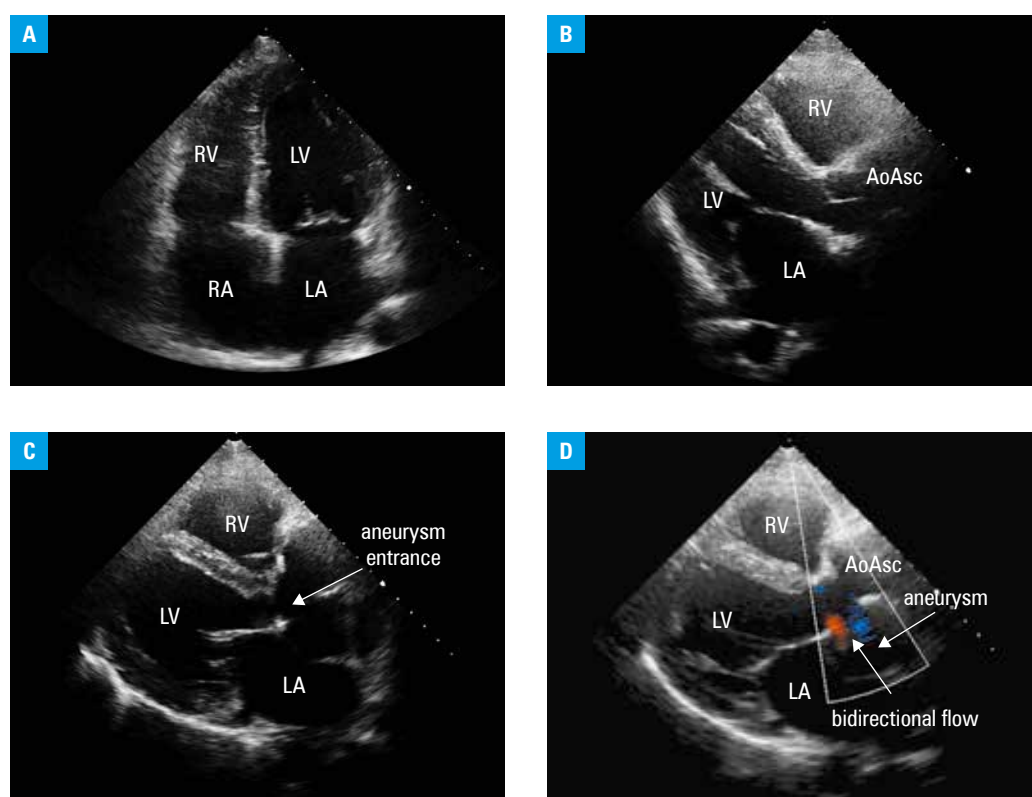 A
RV
LV
RA
LA
B
RV
AoAsc
LV
LA
C
RV
aneurysm
entrance
LV
LA
D
RV
AoAsc
aneurysm
LV
LA
bidirectional flow